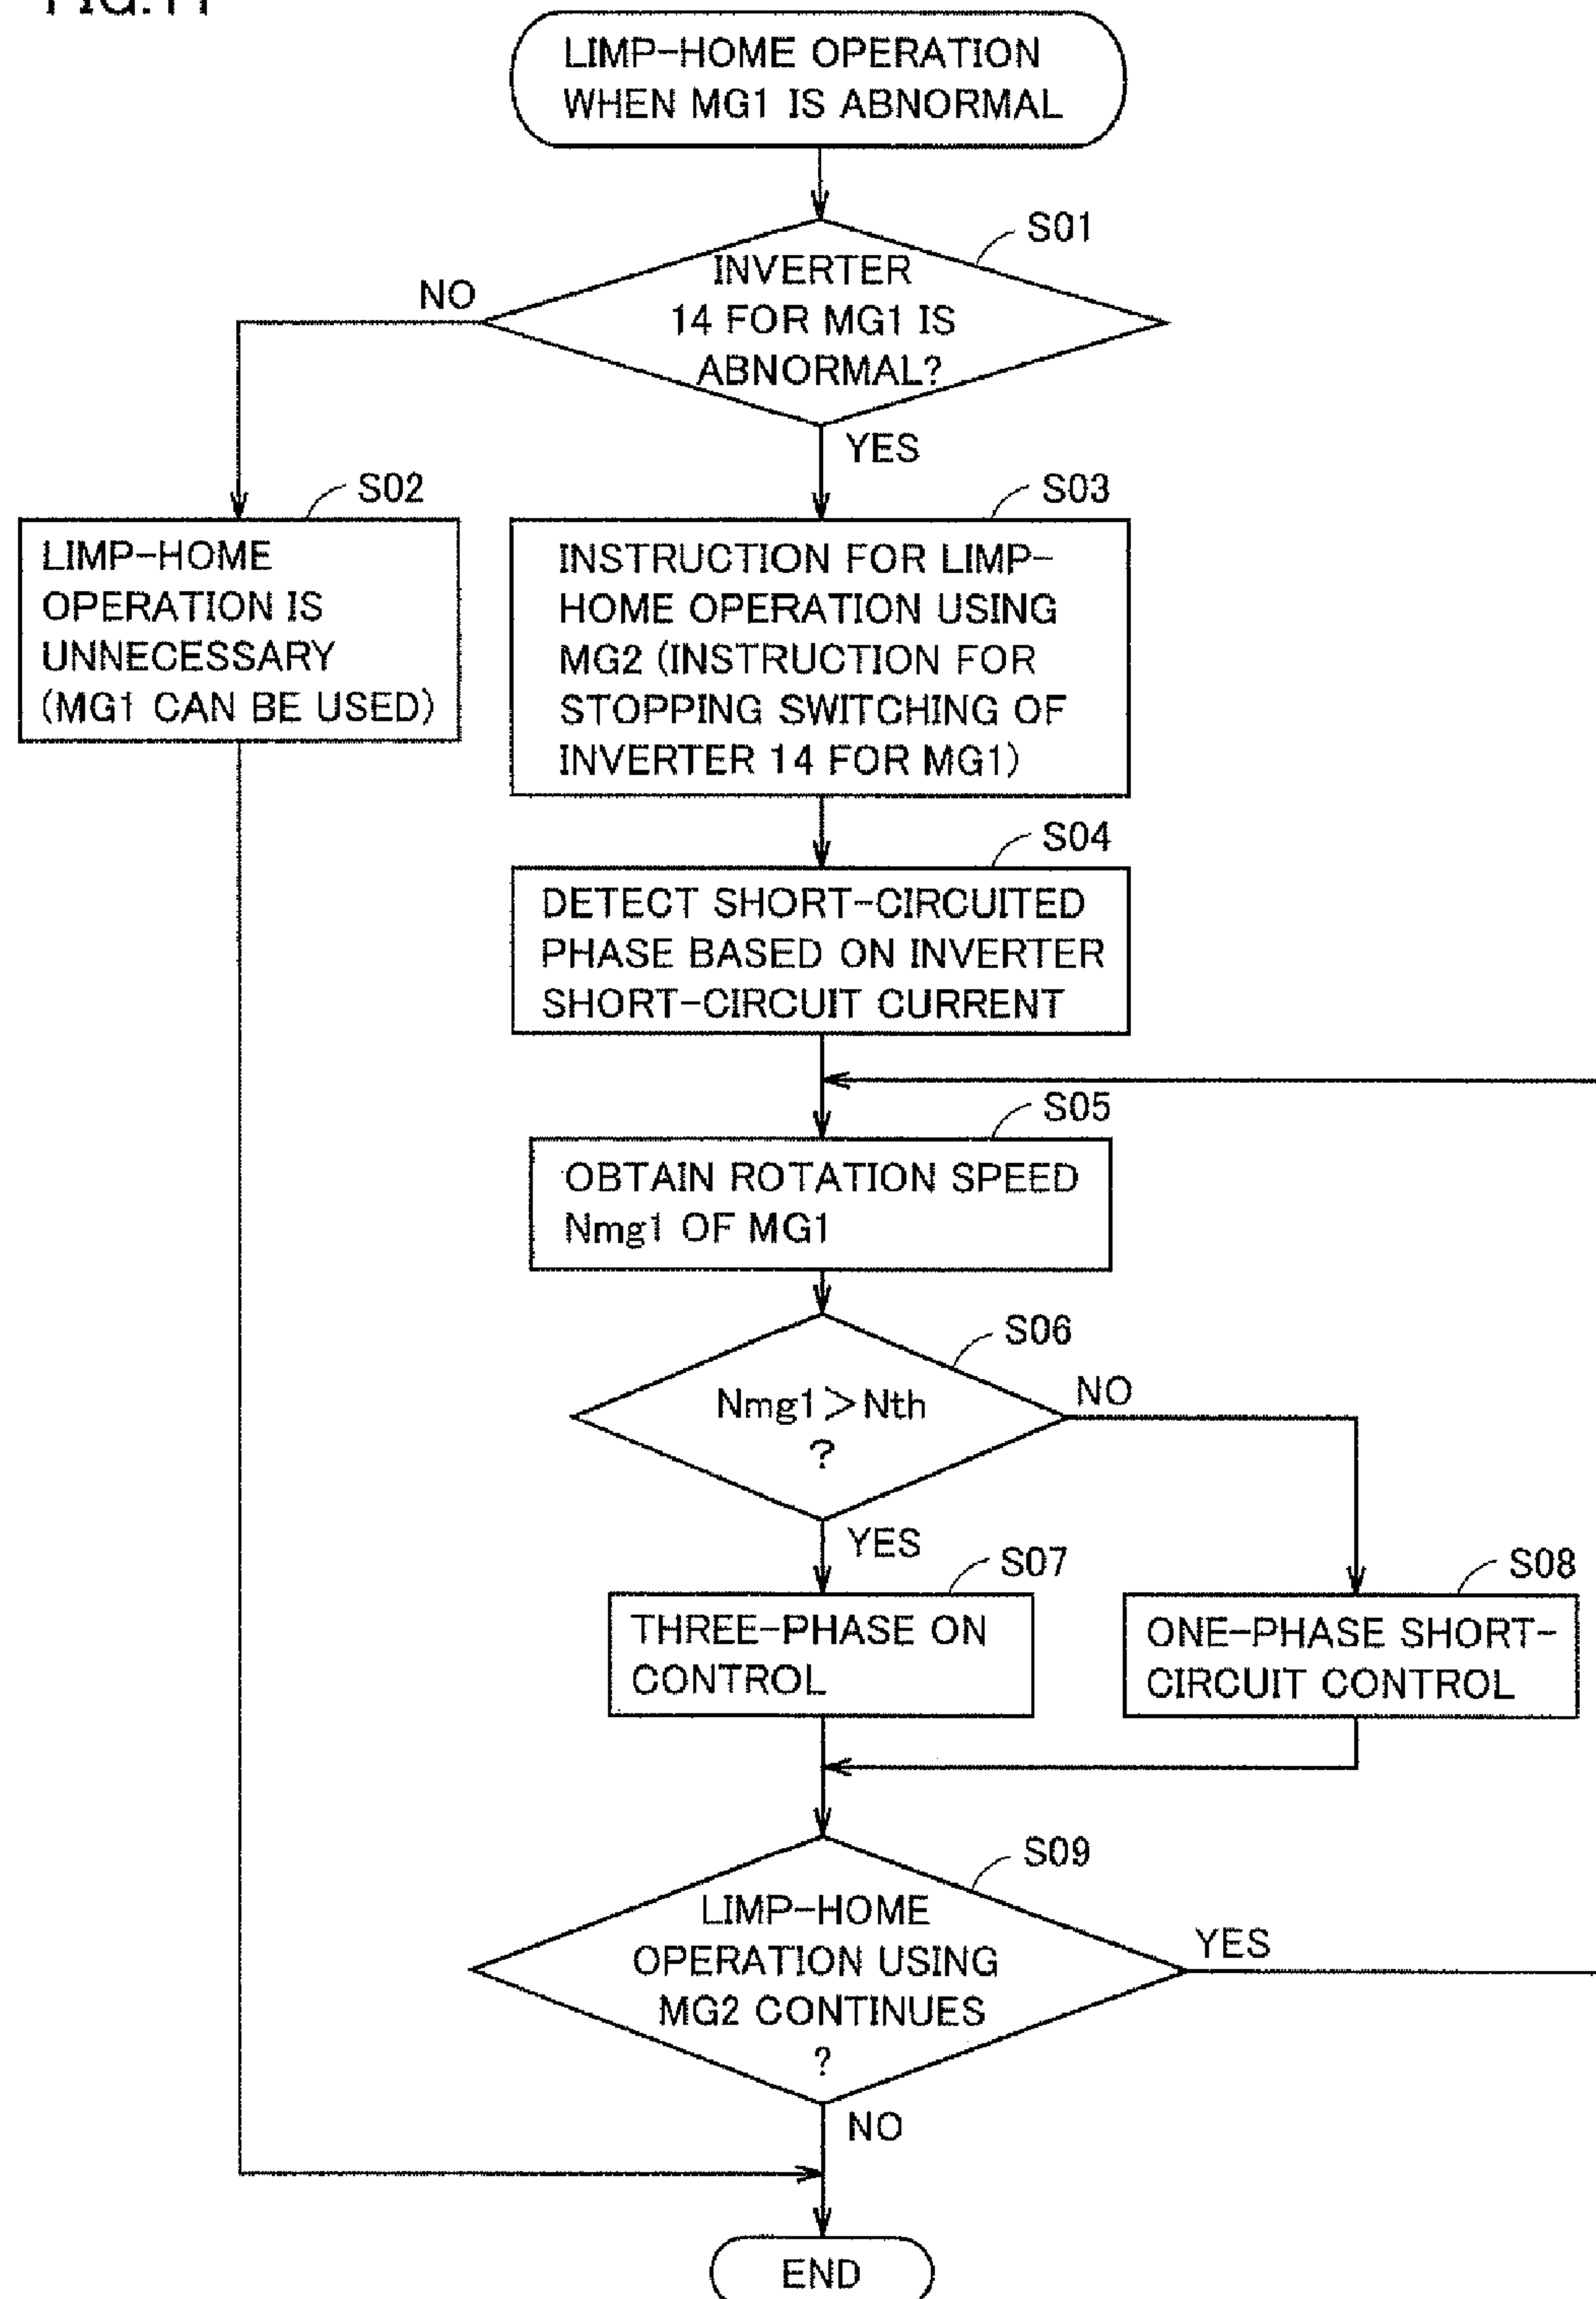 FIG.11
LIMP-HOME OPERATION
WHEN MG1 IS ABNORMAL
S01
INVERTER
14 FOR MG1 IS
ABNORMAL?
NO
YES
S02
LIMP-HOME
OPERATION IS
UNNECESSARY
(MG1 CAN BE USED)
S03
INSTRUCTION FOR LIMP-
HOME OPERATION USING
MG2 (INSTRUCTION FOR
STOPPING SWITCHING OF
INVERTER 14 FOR MG1)
S04
DETECT SHORT-CIRCUITED
PHASE BASED ON INVERTER
SHORT-CIRCUIT CURRENT
S05
OBTAIN ROTATION SPEED
Nmg1 OF MG1
S06
Nmg1>Nth
?
NO
YES
S07
THREE-PHASE ON
CONTROL
S08
ONE-PHASE SHORT-
CIRCUIT CONTROL
S09
LIMP-HOME
OPERATION USING
MG2 CONTINUES
?
YES
NO
END